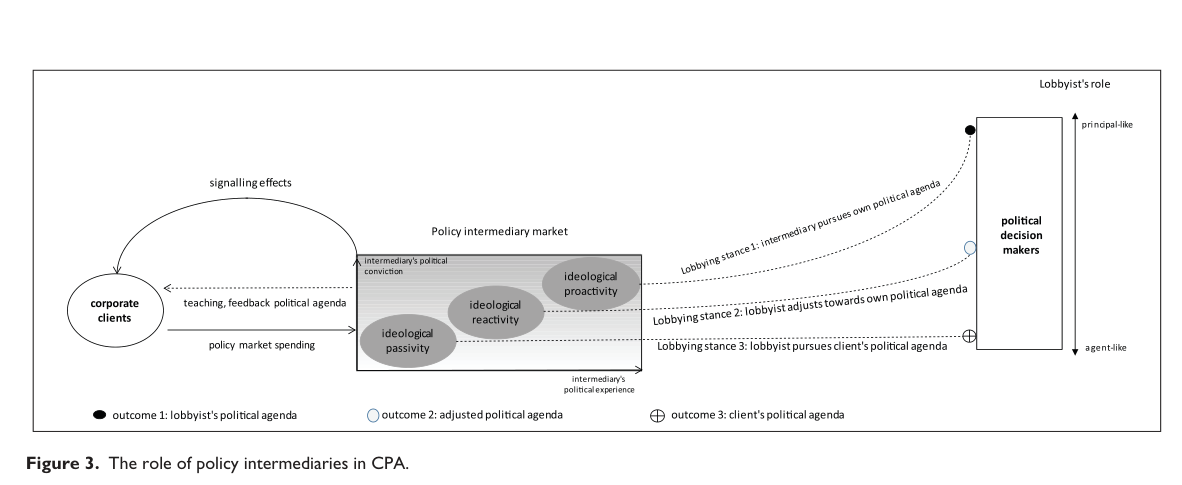 Lobbyist's role
principal-like
signalling effects
Lobbying stance 1: intermediary pursues own political agenda
Policy intermediary market
political
decision
makers
intermediary's political
conviction
ideological
proactivity
corporate
clients
teaching, feedback political agenda
ideological
reactivity
Lobbying stance 2: lobbyist adjusts towards own political agenda
policy market spending
ideological
passivity
Lobbying stance 3: lobbyist pursues client's political agenda
agent-like
intermediary's
political experience
outcome 1: lobbyist's political agenda
outcome 2: adjusted political agenda
outcome 3: client's political agenda
Figure 3. The role of policy intermediaries in CPA.